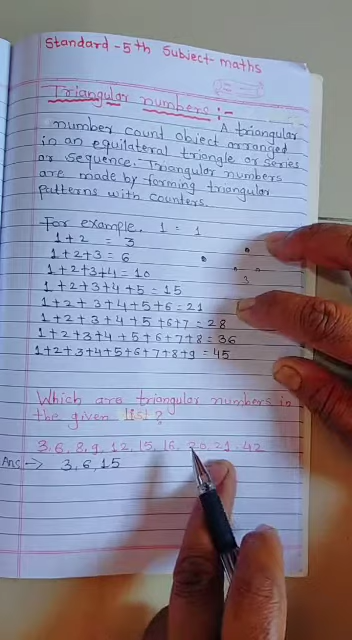 Standard - 5th Subject - maths
Triangular numbers :-
A triangular
number count object arranged
in an equilateral triangle or series
or sequence. Triangular numbers
are made by forming triangular
patterns with counters.
For example. 1 = 1
1+2 = 3
1+2+3 = 6
1+2+3+4 = 10
1+2+3+4+5 = 15
1+2+3+4+5+6 = 21
1+2+3+4+5+6+7 = 28
1+2+3+4+5+6+7+8 = 36
1+2+3+4+5+6+7+8+9 = 45
3
Which are triangular numbers in
the given list?
3, 6, 8, 9, 12, 15, 16, 20, 21, 42
Ans → 3, 6, 15